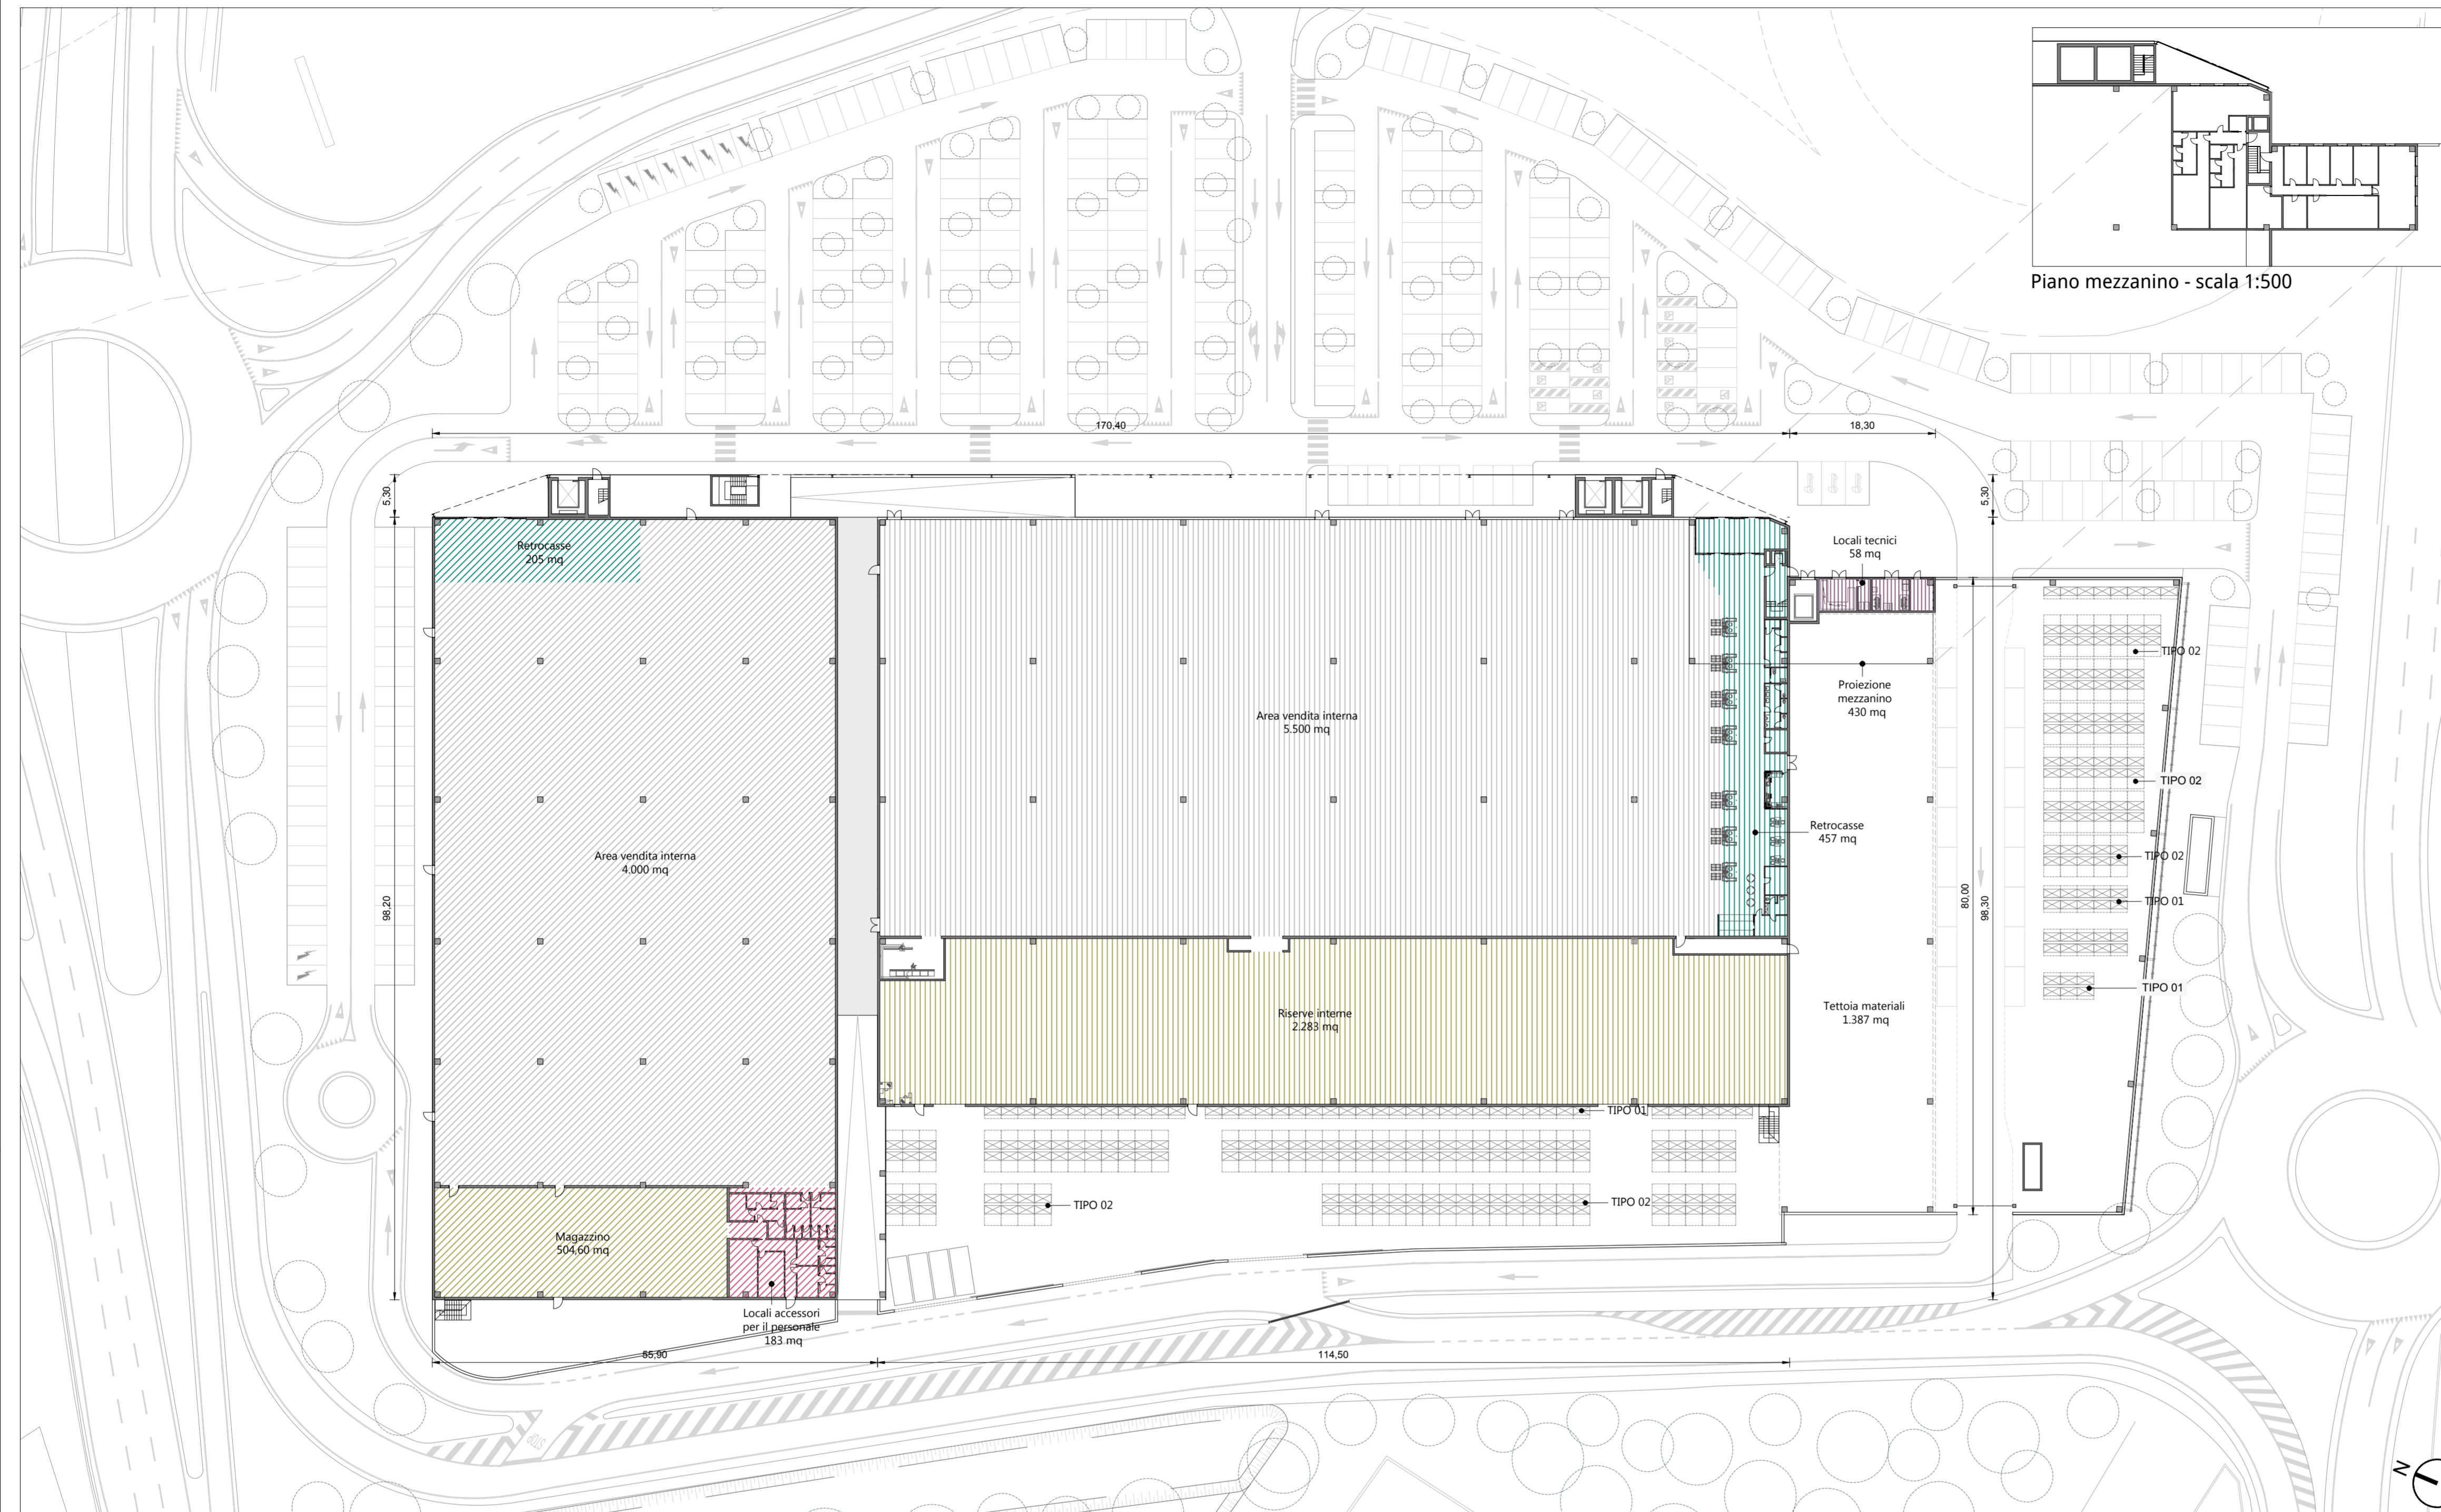 Piano mezzanino - scala 1:500
170,40
18,30
5,30
5,30
Retrocasse
205 mq
Locali tecnici
58 mq
TIPO 02
Proiezione
mezzanino
430 mq
Area vendita interna
5.500 mq
TIPO 02
Retrocasse
457 mq
Area vendita interna
4.000 mq
TIPO 02
98,20
80,00
98,30
TIPO 01
TIPO 01
Riserve interne
2.283 mq
Tettoia materiali
1.387 mq
TIPO 01
TIPO 02
TIPO 02
Magazzino
504,60 mq
Locali accessori
per il personale
183 mq
55,90
114,50
STOP
N